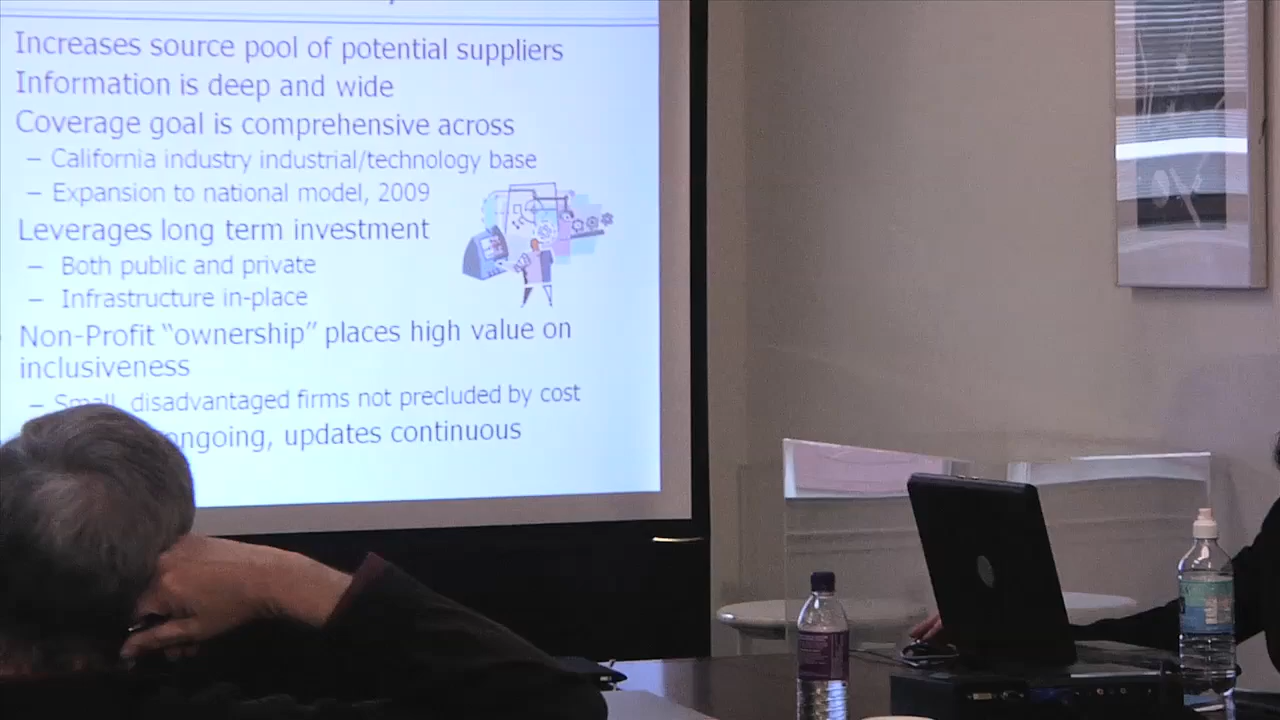 Increases source pool of potential suppliers
Information is deep and wide
Coverage goal is comprehensive across
– California industry industrial/technology base
– Expansion to national model, 2009
Leverages long term investment
– Both public and private
– Infrastructure in-place
Non-Profit “ownership” places high value on
inclusiveness
– Small, disadvantaged firms not precluded by cost
ongoing, updates continuous